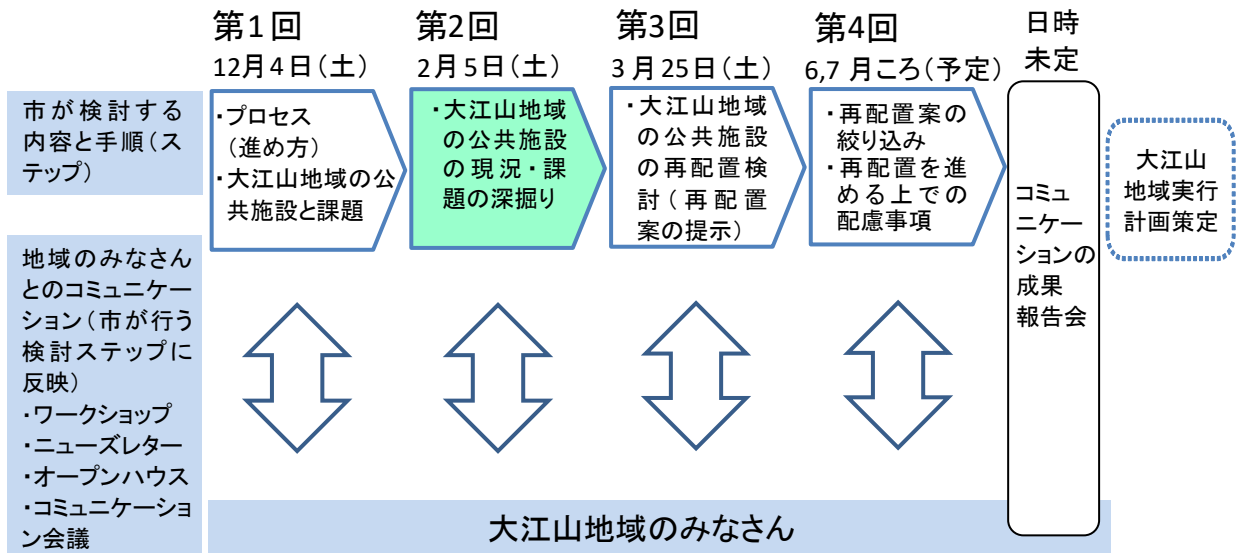 第1回
12月4日（土）
第2回
2月5日（土）
第3回
3月25日（土）
第4回
6,7月ころ（予定）
日時
未定
市が検討する
内容と手順（ス
テップ）
・プロセス
（進め方）
・大江山地域の公
共施設と課題
・大江山地域
の公共施設
の現況・課
題の深掘り
・大江山地域
の公共施設
の再配置検
討（再配置
案の提示）
・再配置案の
絞り込み
・再配置を進
める上での
配慮事項
コミュ
ニケー
ションの
成果
報告会
大江山
地域実行
計画策定
地域のみなさん
とのコミュニケー
ション（市が行う
検討ステップに
反映）
・ワークショップ
・ニューズレター
・オープンハウス
・コミュニケーショ
ン会議
大江山地域のみなさん